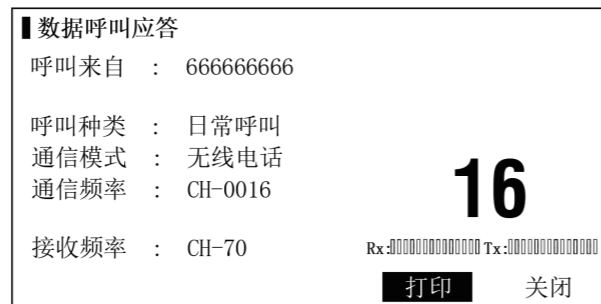 数据呼叫应答
呼叫来自 : 666666666
呼叫种类 : 日常呼叫
通信模式 : 无线电话
通信频率 : CH-0016
16
接收频率 : CH-70
Rx: Tx:
打印 关闭